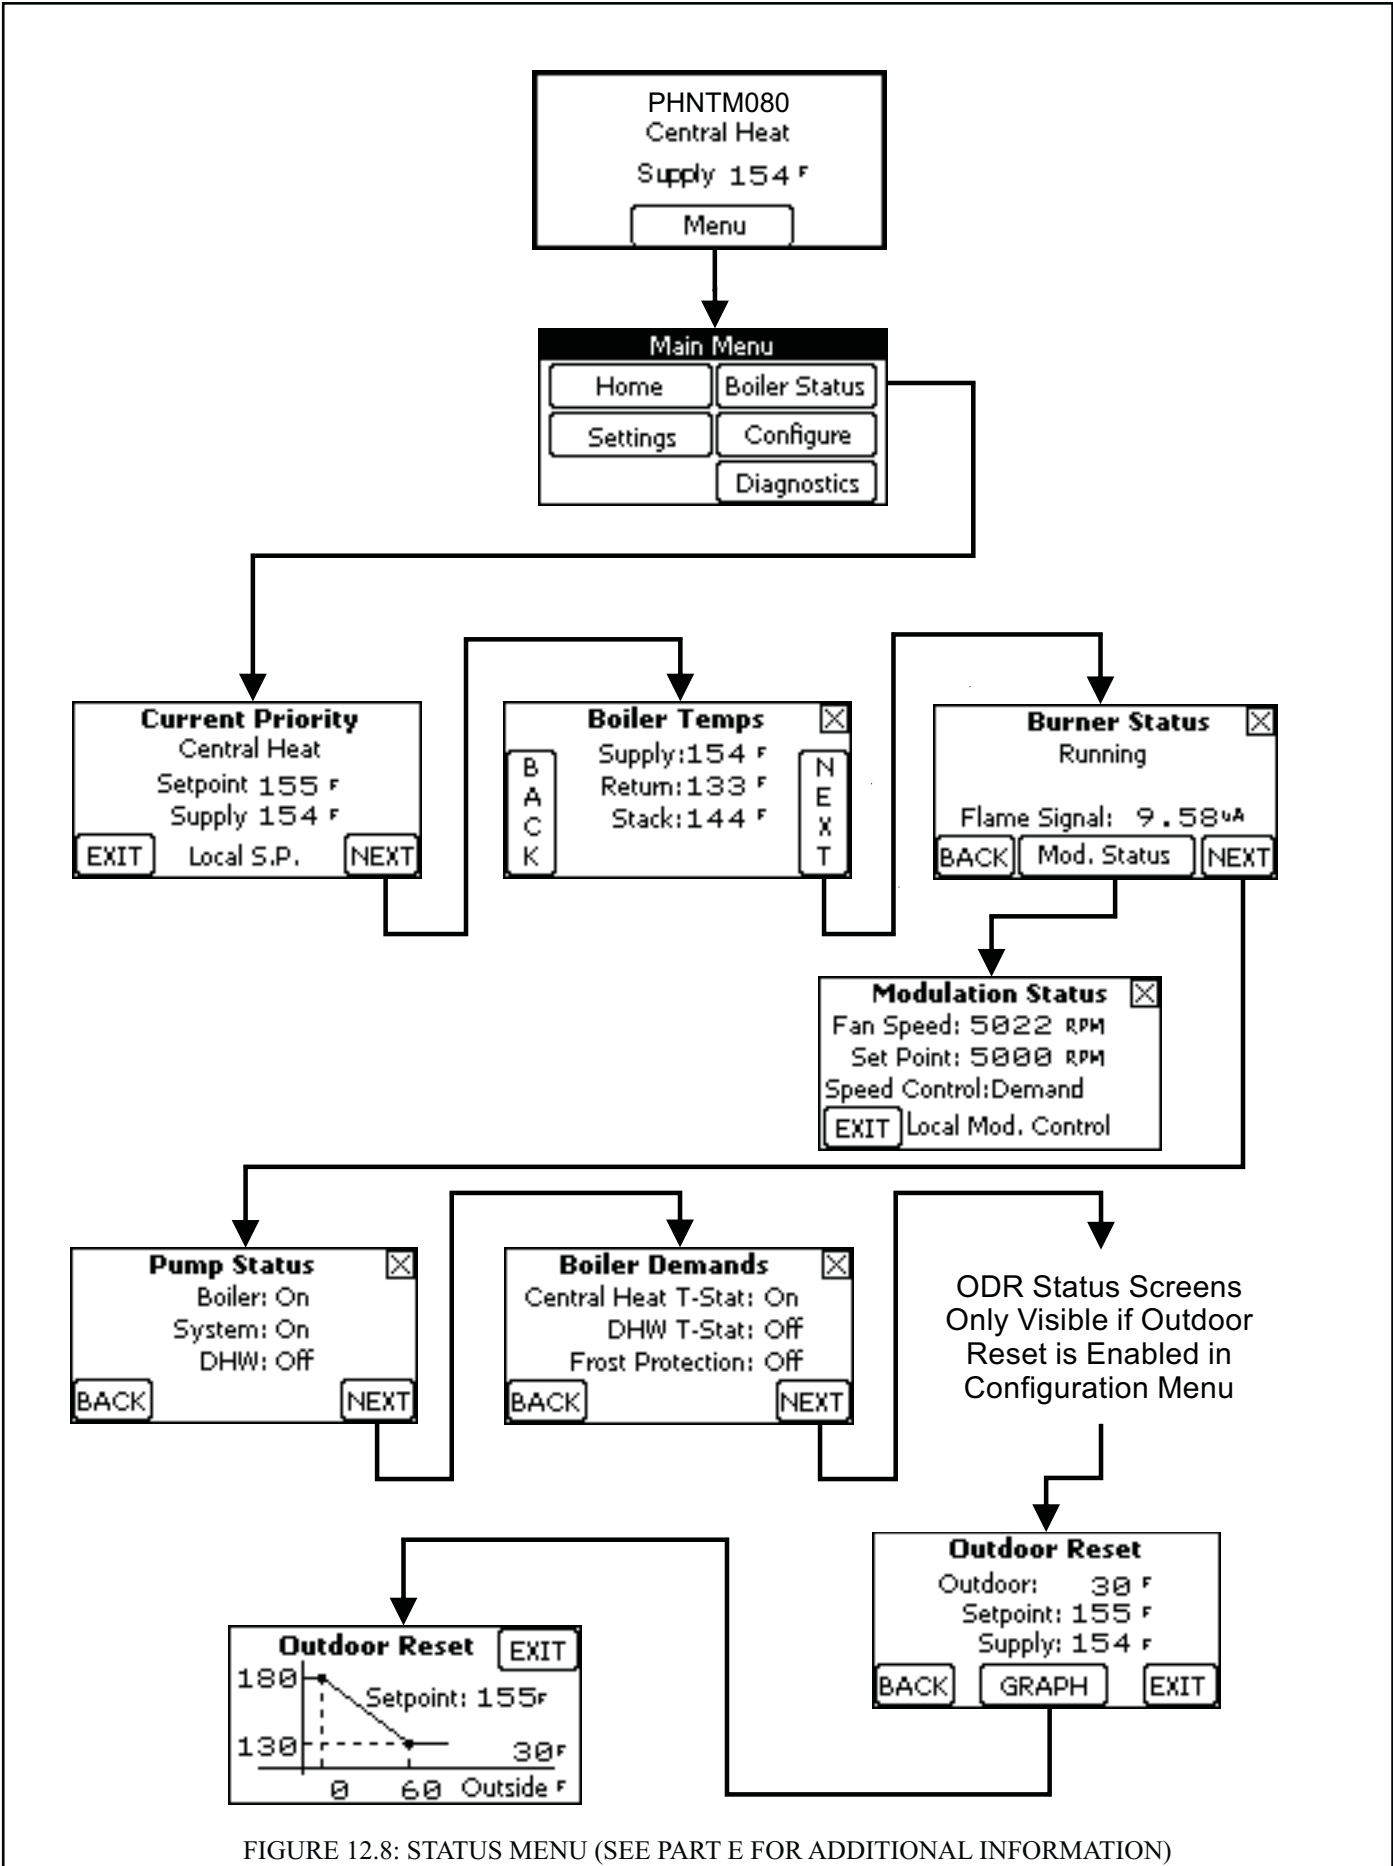 PHNTM080
Central Heat
Supply 154 F
Menu
Main Menu
Home
Boiler Status
Settings
Configure
Diagnostics
Current Priority
Central Heat
Setpoint 155 F
Supply 154 F
EXIT
Local S.P.
NEXT
Boiler Temps
BACK
Supply:154 F
Return:133 F
Stack:144 F
NEXT
Burner Status
Running
Flame Signal: 9.58uA
BACK
Mod. Status
NEXT
Modulation Status
Fan Speed: 5022 RPM
Set Point: 5000 RPM
Speed Control:Demand
EXIT
Local Mod. Control
Pump Status
Boiler: On
System: On
DHW: Off
BACK
NEXT
Boiler Demands
Central Heat T-Stat: On
DHW T-Stat: Off
Frost Protection: Off
BACK
NEXT
ODR Status Screens
Only Visible if Outdoor
Reset is Enabled in
Configuration Menu
Outdoor Reset
Outdoor: 30 F
Setpoint: 155 F
Supply: 154 F
BACK
GRAPH
EXIT
Outdoor Reset
EXIT
180
Setpoint: 155F
130
30F
0
60
Outside F
FIGURE 12.8: STATUS MENU (SEE PART E FOR ADDITIONAL INFORMATION)